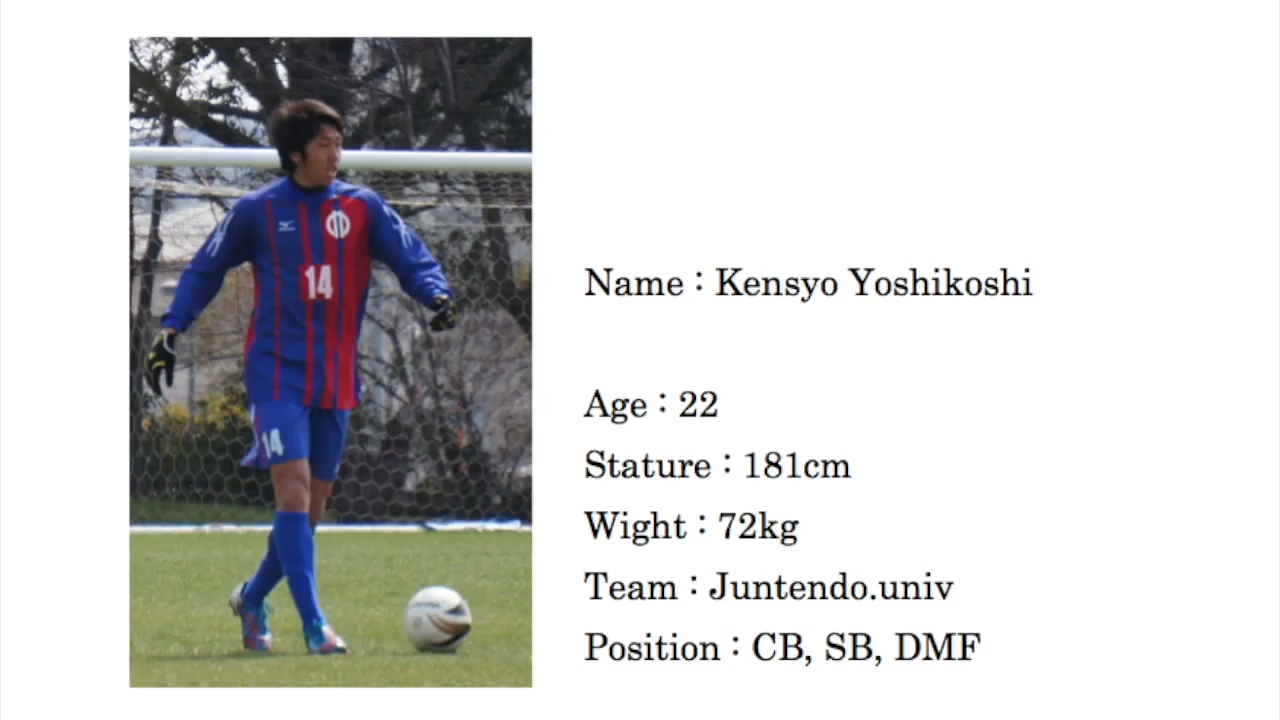 14
14
Name : Kensyo Yoshikoshi
Age : 22
Stature : 181cm
Wight : 72kg
Team : Juntendo.univ
Position : CB, SB, DMF